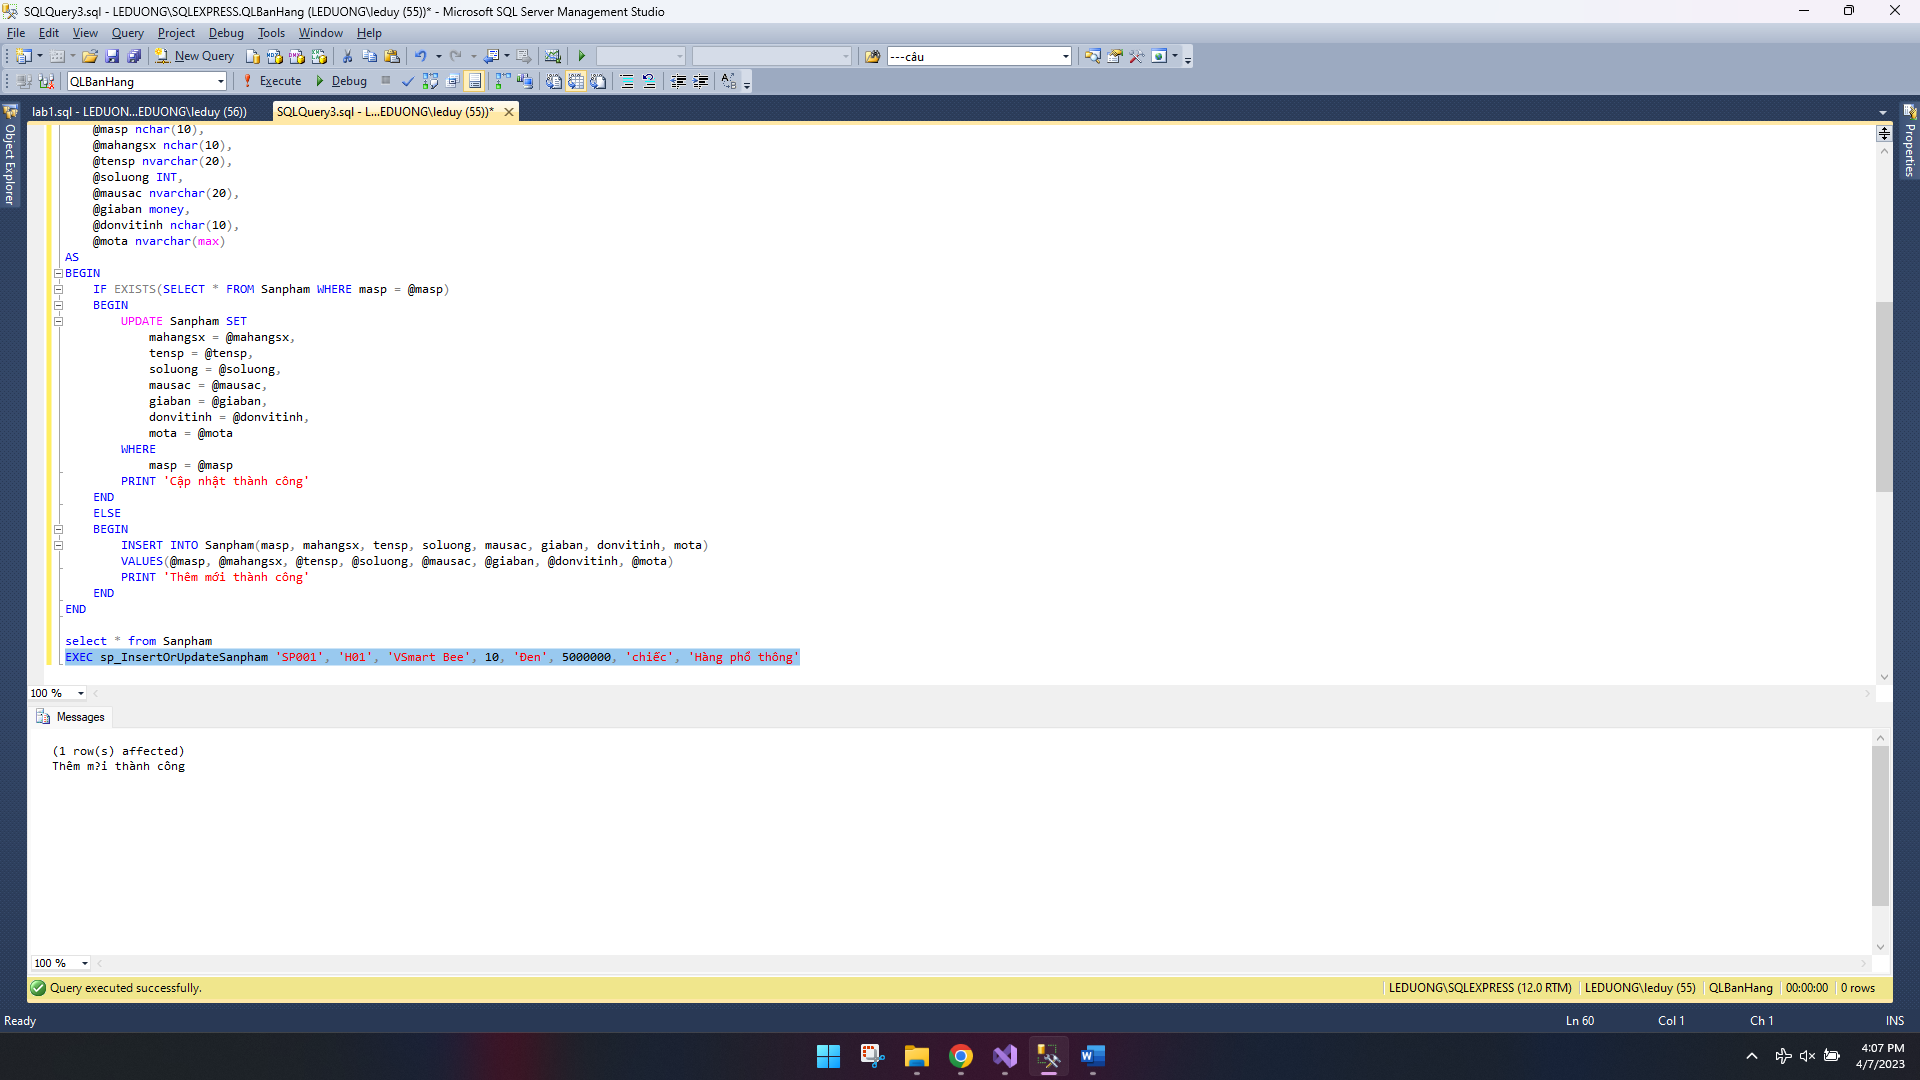 SQLQuery3.sql - LEDUONG\SQLEXPRESS.QLBanHang (LEDUONG\leduy (55))* - Microsoft SQL Server Management Studio
File Edit View Query Project Debug Tools Window Help
New Query ---câu
QLBanHang Execute Debug
lab1.sql - LEDUON...EDUONG\leduy (56)) SQLQuery3.sql - L...EDUONG\leduy (55))*
Object Explorer
Properties
@masp nchar(10),
@mahangsx nchar(10),
@tensp nvarchar(20),
@soluong INT,
@mausac nvarchar(20),
@giaban money,
@donvitinh nchar(10),
@mota nvarchar(max)
AS
BEGIN
IF EXISTS(SELECT * FROM Sanpham WHERE masp = @masp)
BEGIN
UPDATE Sanpham SET
mahangsx = @mahangsx,
tensp = @tensp,
soluong = @soluong,
mausac = @mausac,
giaban = @giaban,
donvitinh = @donvitinh,
mota = @mota
WHERE
masp = @masp
PRINT 'Cập nhật thành công'
END
ELSE
BEGIN
INSERT INTO Sanpham(masp, mahangsx, tensp, soluong, mausac, giaban, donvitinh, mota)
VALUES(@masp, @mahangsx, @tensp, @soluong, @mausac, @giaban, @donvitinh, @mota)
PRINT 'Thêm mới thành công'
END
END
select * from Sanpham
EXEC sp_InsertOrUpdateSanpham 'SP001', 'H01', 'VSmart Bee', 10, 'Đen', 5000000, 'chiếc', 'Hàng phổ thông'
100 %
Messages
(1 row(s) affected)
Thêm m?i thành công
100 %
Query executed successfully. LEDUONG\SQLEXPRESS (12.0 RTM) LEDUONG\leduy (55) QLBanHang 00:00:00 0 rows
Ready Ln 60 Col 1 Ch 1 INS
4:07 PM
4/7/2023